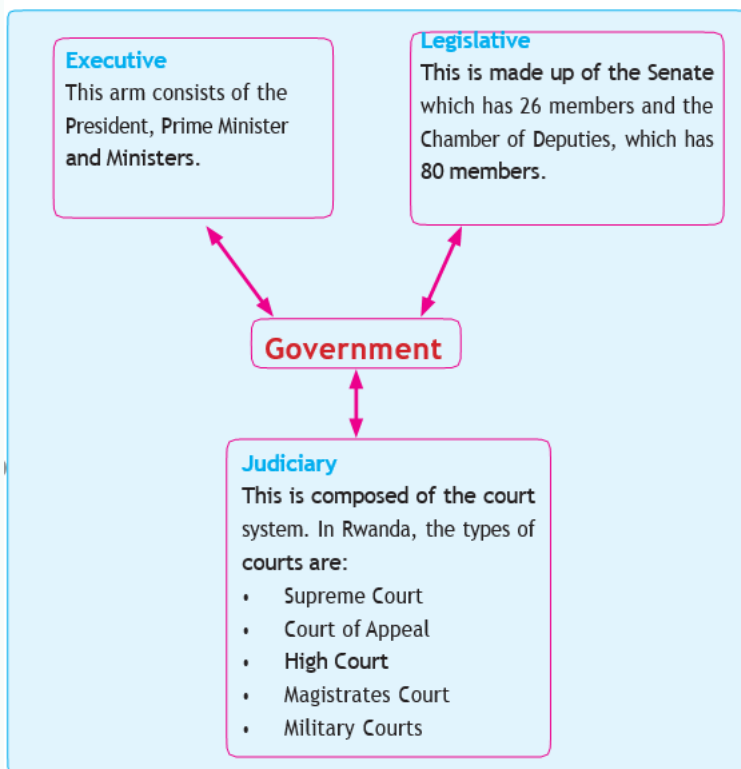 Executive
This arm consists of the
President, Prime Minister
and Ministers.
Legislative
This is made up of the Senate
which has 26 members and the
Chamber of Deputies, which has
80 members.
Government
Judiciary
This is composed of the court
system. In Rwanda, the types of
courts are:
• Supreme Court
• Court of Appeal
• High Court
• Magistrates Court
• Military Courts